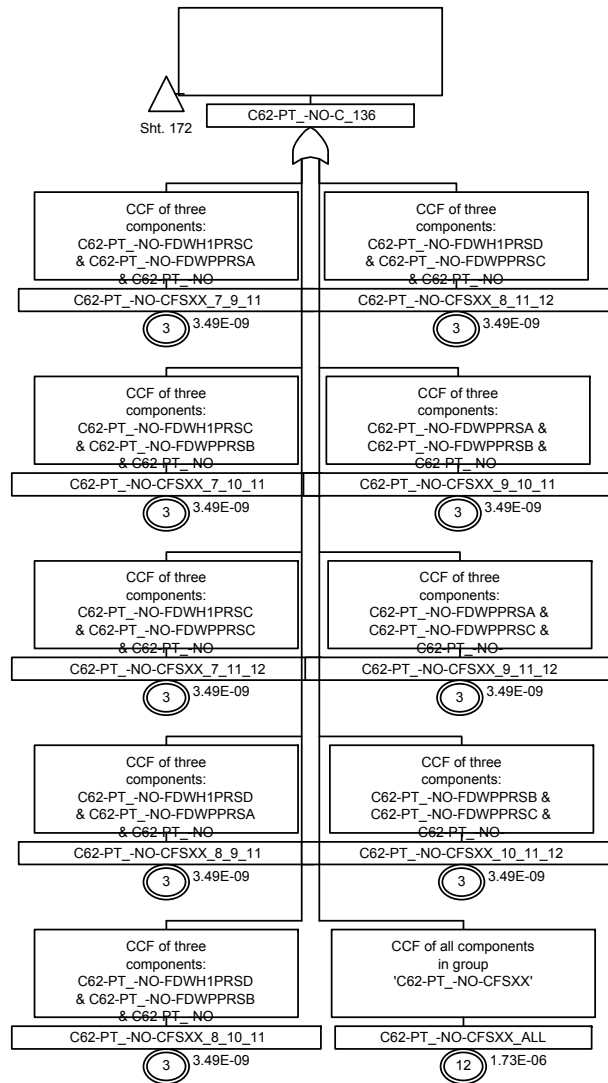 Sht. 172
C62-PT_-NO-C_136
CCF of three
components:
C62-PT_-NO-FDWH1PRSC
& C62-PT_-NO-FDWPPRSA
& C62-PT_-NO
C62-PT_-NO-CFSXX_7_9_11
3
3.49E-09
CCF of three
components:
C62-PT_-NO-FDWH1PRSD
& C62-PT_-NO-FDWPPRSC
& C62-PT_-NO
C62-PT_-NO-CFSXX_8_11_12
3
3.49E-09
CCF of three
components:
C62-PT_-NO-FDWH1PRSC
& C62-PT_-NO-FDWPPRSB
& C62-PT_-NO
C62-PT_-NO-CFSXX_7_10_11
3
3.49E-09
CCF of three
components:
C62-PT_-NO-FDWPPRSA &
C62-PT_-NO-FDWPPRSB &
C62-PT_-NO
C62-PT_-NO-CFSXX_9_10_11
3
3.49E-09
CCF of three
components:
C62-PT_-NO-FDWH1PRSC
& C62-PT_-NO-FDWPPRSC
& C62-PT_-NO
C62-PT_-NO-CFSXX_7_11_12
3
3.49E-09
CCF of three
components:
C62-PT_-NO-FDWPPRSA &
C62-PT_-NO-FDWPPRSC &
C62-PT_-NO-
C62-PT_-NO-CFSXX_9_11_12
3
3.49E-09
CCF of three
components:
C62-PT_-NO-FDWH1PRSD
& C62-PT_-NO-FDWPPRSA
& C62-PT_-NO
C62-PT_-NO-CFSXX_8_9_11
3
3.49E-09
CCF of three
components:
C62-PT_-NO-FDWPPRSB &
C62-PT_-NO-FDWPPRSC &
C62-PT_-NO
C62-PT_-NO-CFSXX_10_11_12
3
3.49E-09
CCF of three
components:
C62-PT_-NO-FDWH1PRSD
& C62-PT_-NO-FDWPPRSB
& C62-PT_-NO
C62-PT_-NO-CFSXX_8_10_11
3
3.49E-09
CCF of all components
in group
'C62-PT_-NO-CFSXX'
C62-PT_-NO-CFSXX_ALL
12
1.73E-06